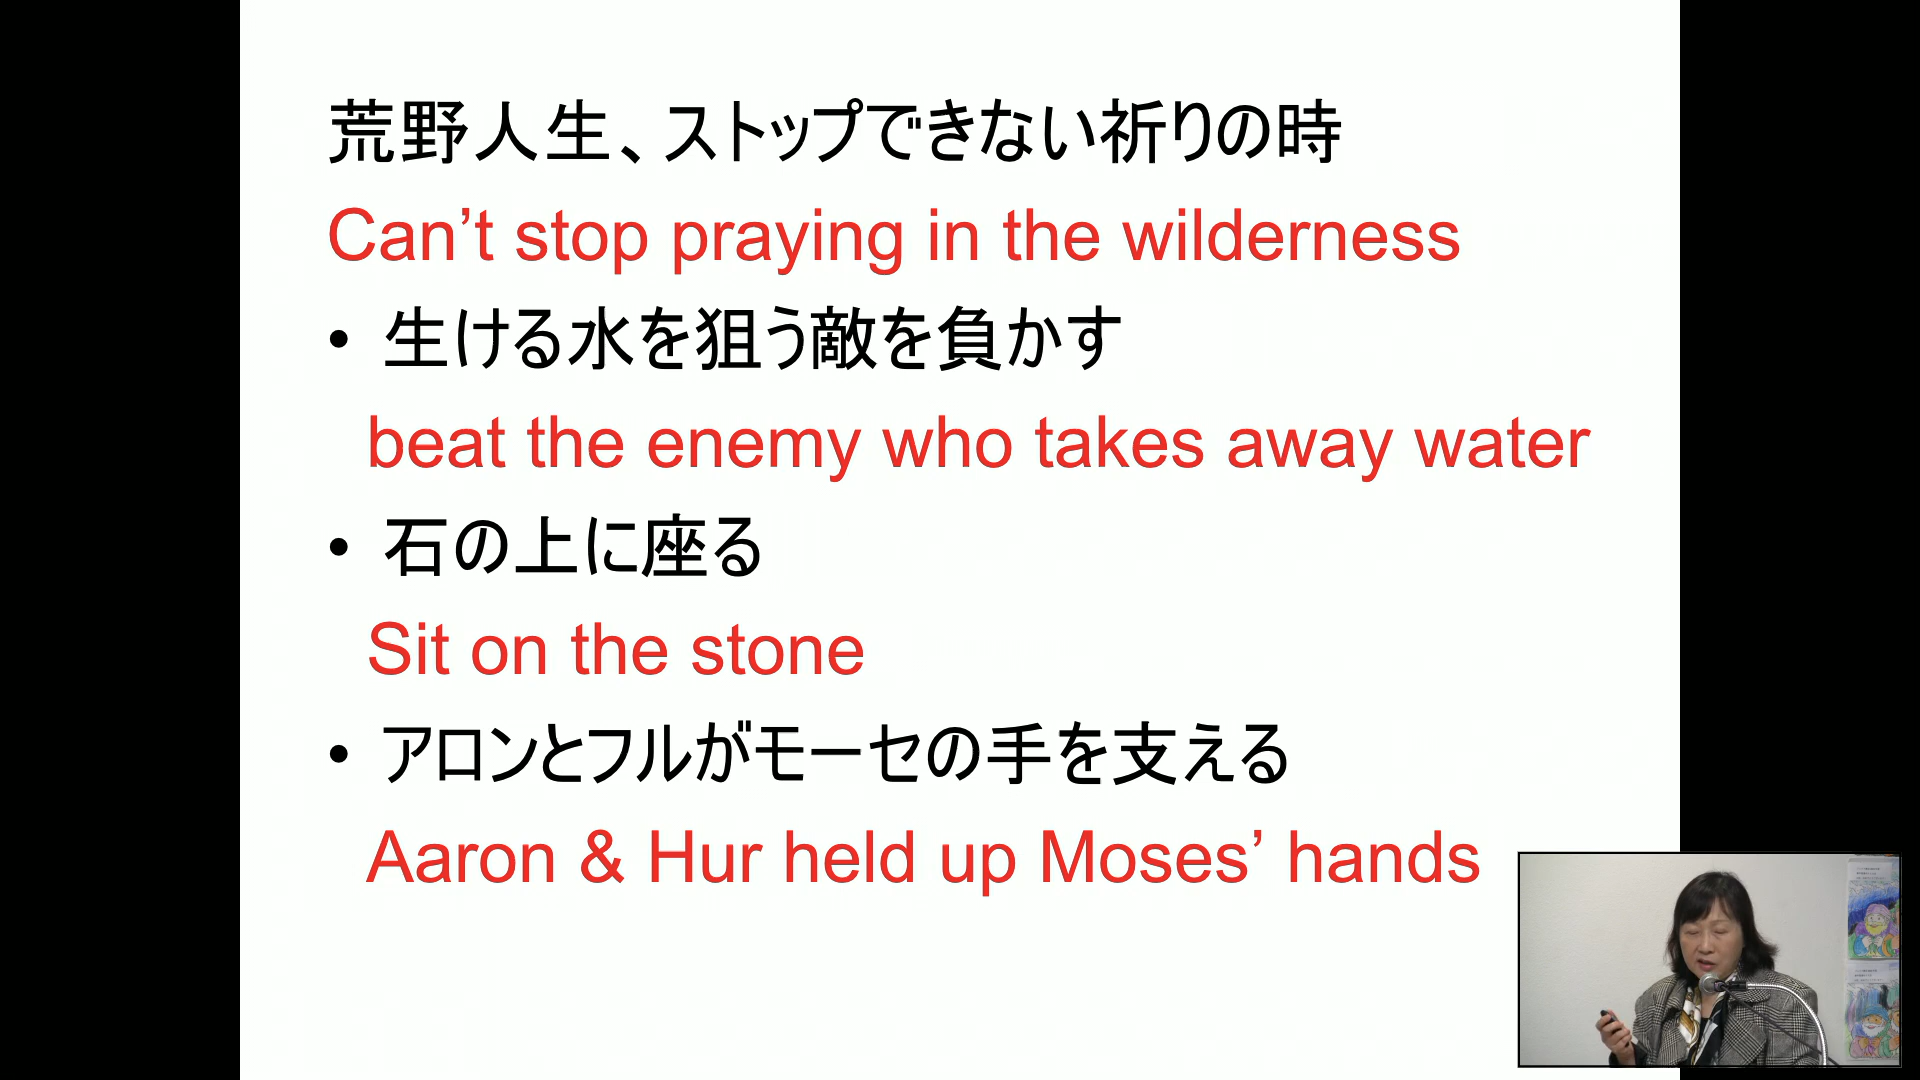 荒野人生、ストップできない祈りの時
Can’t stop praying in the wilderness
• 生ける水を狙う敵を負かす
beat the enemy who takes away water
• 石の上に座る
Sit on the stone
• アロンとフルがモーセの手を支える
Aaron & Hur held up Moses’ hands